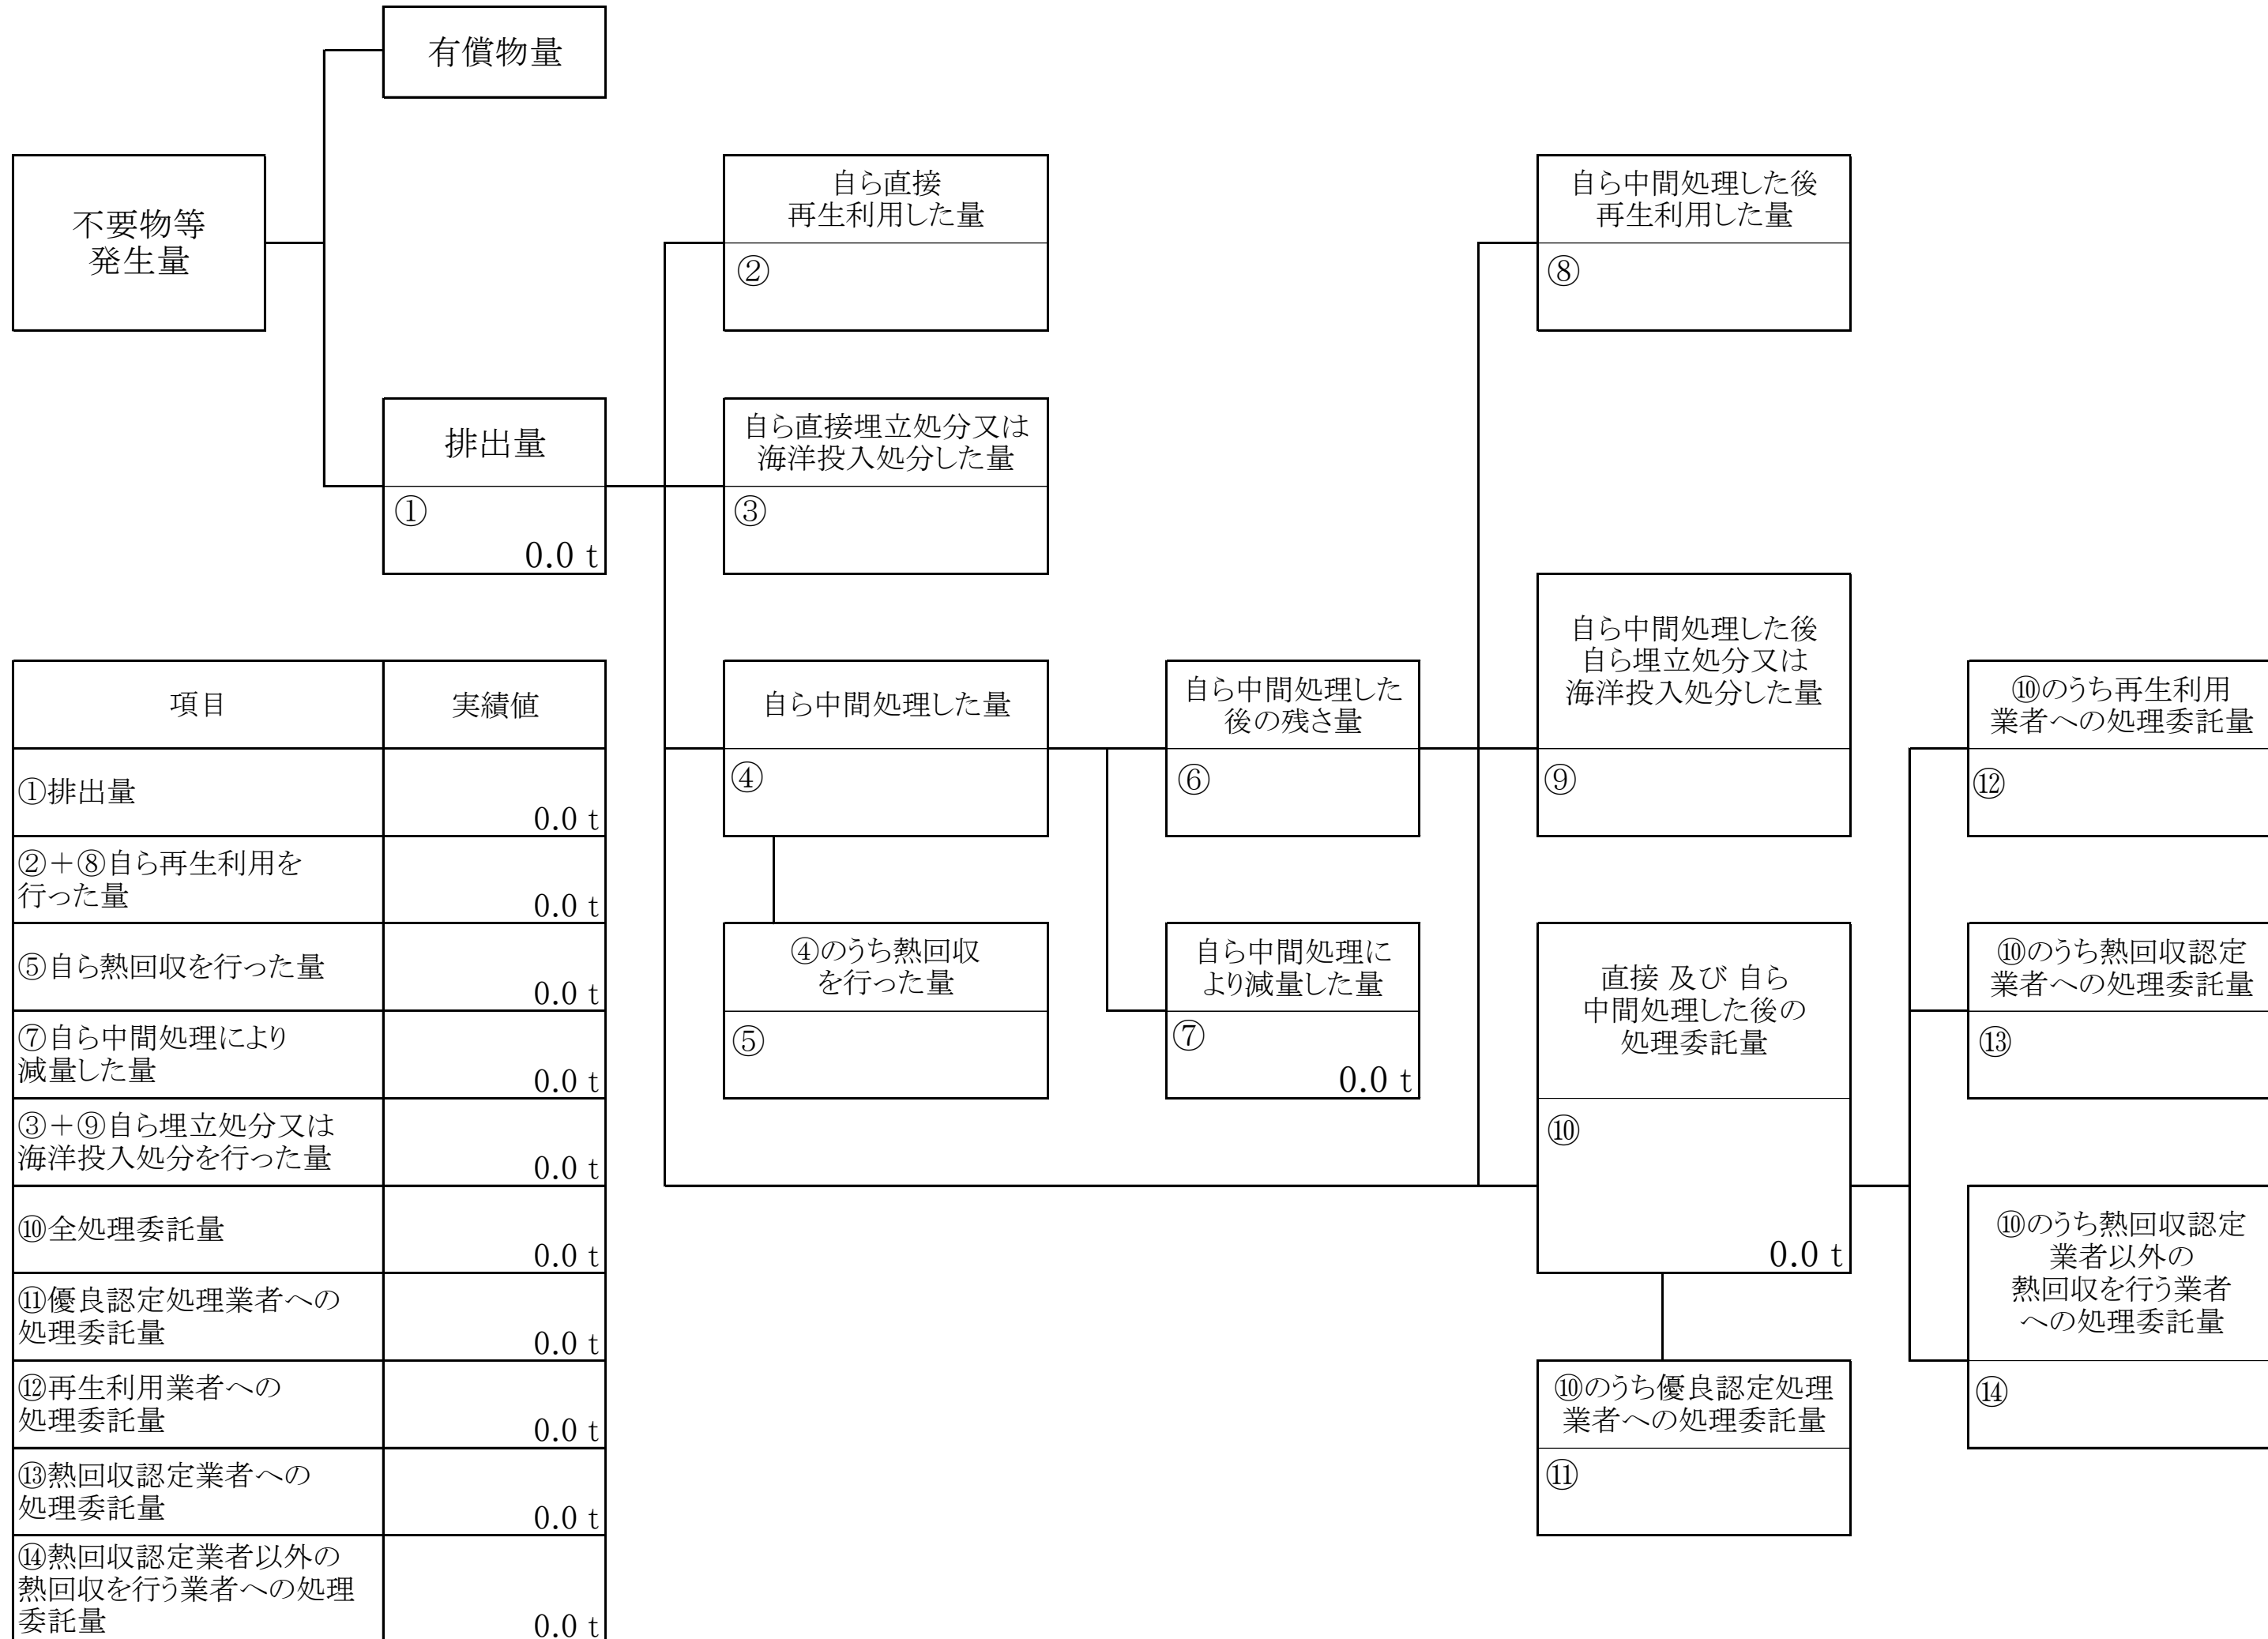 有償物量
不要物等
発生量
自ら直接
再生利用した量
②
自ら中間処理した後
再生利用した量
⑧
排出量
①
0.0 t
自ら直接埋立処分又は
海洋投入処分した量
③
自ら中間処理した量
④
自ら中間処理した
後の残さ量
⑥
自ら中間処理した後
自ら埋立処分又は
海洋投入処分した量
⑨
⑩のうち再生利用
業者への処理委託量
⑫
④のうち熱回収
を行った量
⑤
自ら中間処理に
より減量した量
⑦
0.0 t
直接 及び 自ら
中間処理した後の
処理委託量
⑩
0.0 t
⑩のうち熱回収認定
業者への処理委託量
⑬
⑩のうち熱回収認定
業者以外の
熱回収を行う業者
への処理委託量
⑭
⑩のうち優良認定処理
業者への処理委託量
⑪
項目 実績値
①排出量
0.0 t
②＋⑧自ら再生利用を
行った量
0.0 t
⑤自ら熱回収を行った量
0.0 t
⑦自ら中間処理により
減量した量
0.0 t
③＋⑨自ら埋立処分又は
海洋投入処分を行った量
0.0 t
⑩全処理委託量
0.0 t
⑪優良認定処理業者への
処理委託量
0.0 t
⑫再生利用業者への
処理委託量
0.0 t
⑬熱回収認定業者への
処理委託量
0.0 t
⑭熱回収認定業者以外の
熱回収を行う業者への処理
委託量
0.0 t